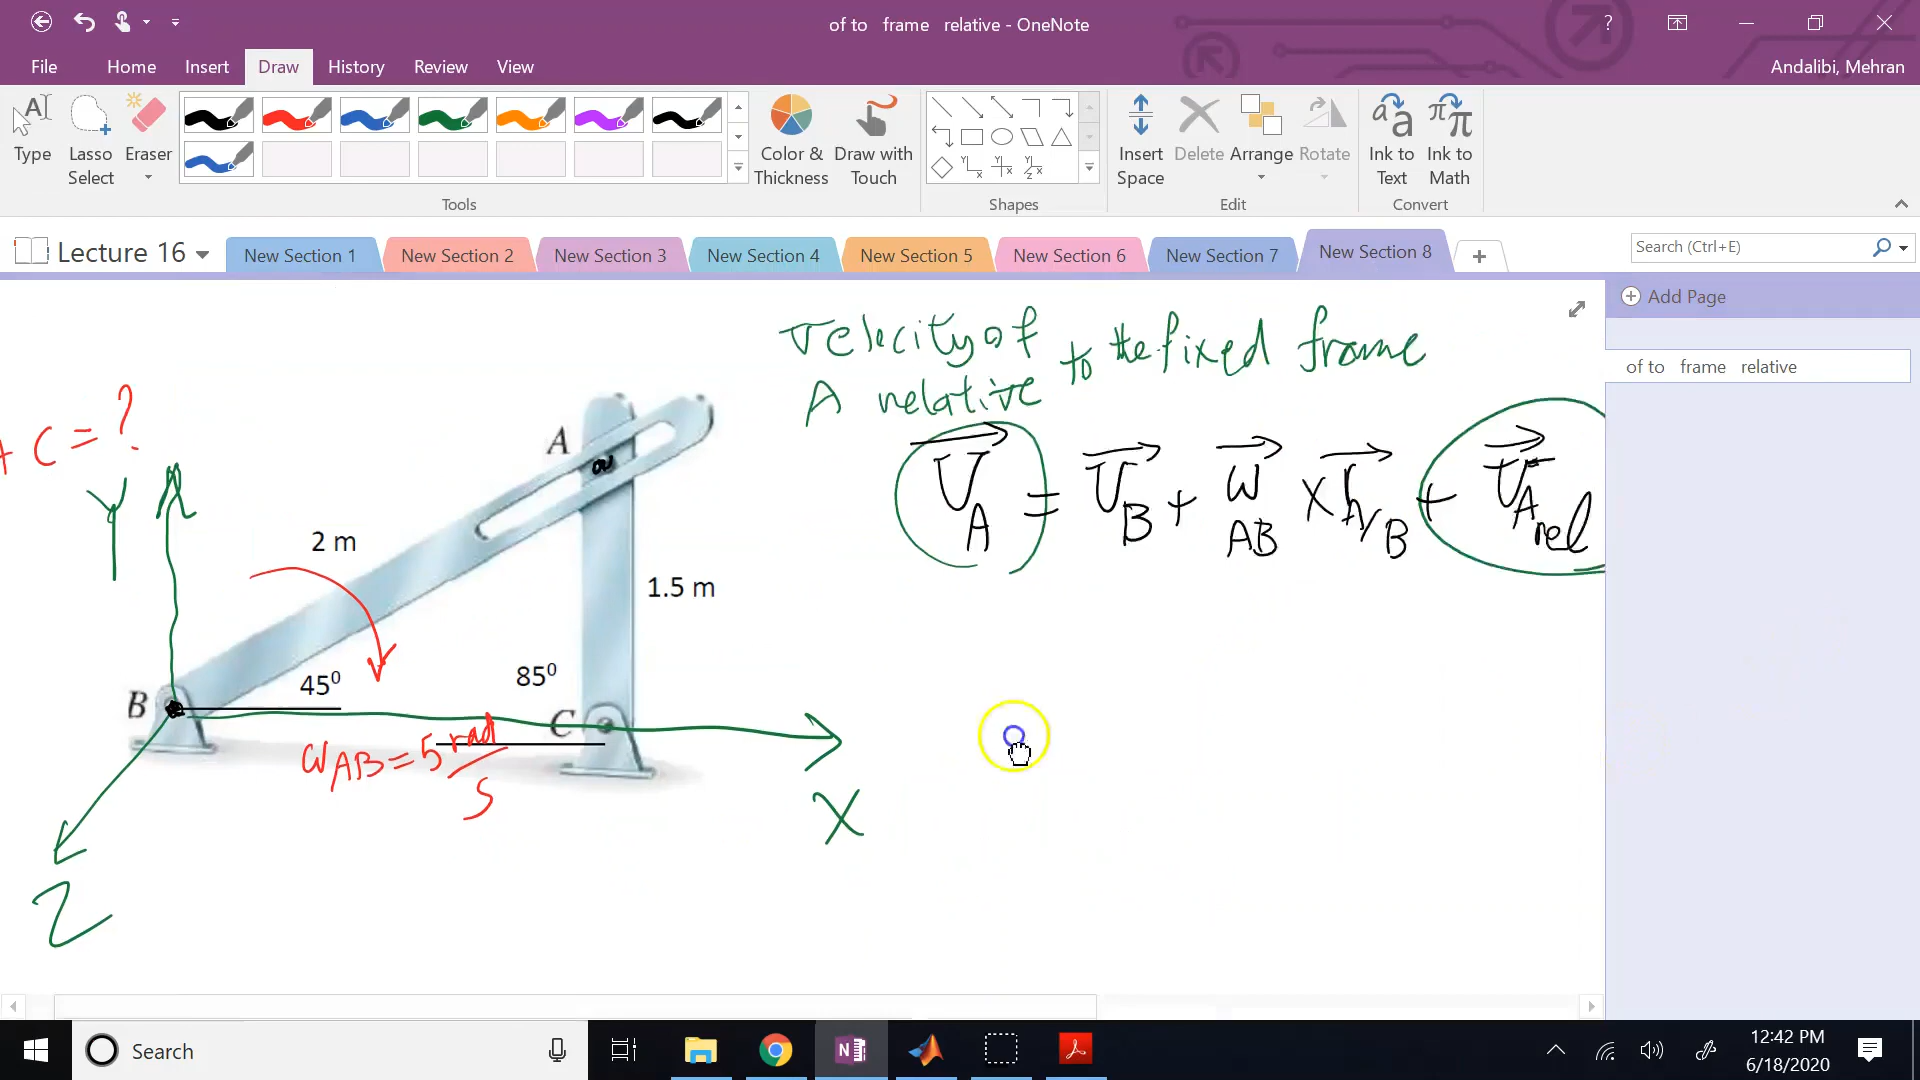 of to frame relative - OneNote
?
File Home Insert Draw History Review View
Andalibi, Mehran
Type
Lasso Select
Eraser
Color & Thickness
Draw with Touch
Insert Space
Delete
Arrange
Rotate
Ink to Text
Ink to Math
Tools
Shapes
Edit
Convert
Lecture 16
New Section 1
New Section 2
New Section 3
New Section 4
New Section 5
New Section 6
New Section 7
New Section 8
Search (Ctrl+E)
Add Page
of to frame relative
velocity of to the fixed frame
A relative
C = ?
Y
A
2 m
1.5 m
V_A = V_B + ω_AB × r_A/B + V_A rel
85⁰
45⁰
B
C
ω_AB = 5 rad/s
X
Z
Search
12:42 PM
6/18/2020